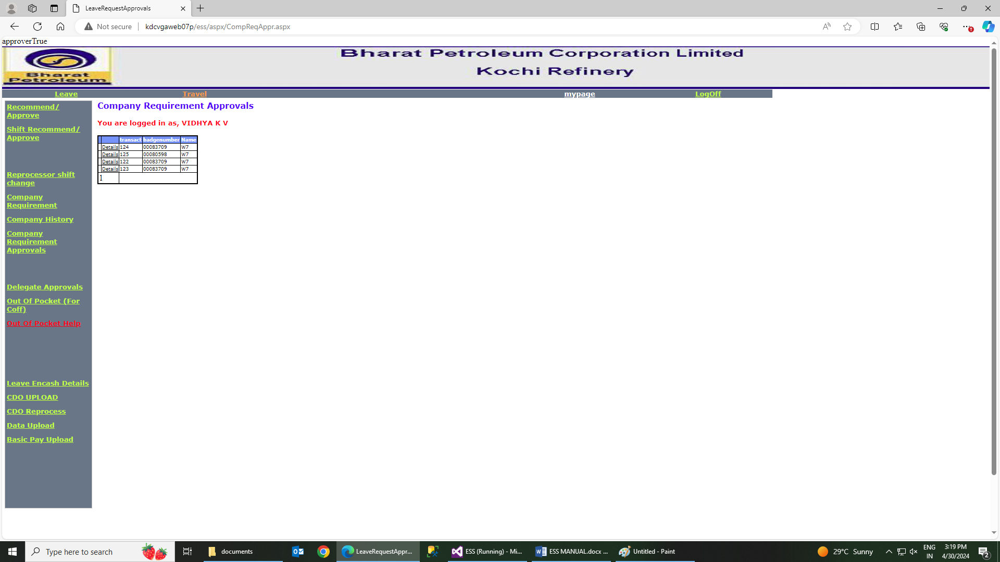 LeaveRequestApprovals
Not secure
kdcvgaweb07p/ess/aspx/CompReqAppr.aspx
approverTrue
Bharat
Petroleum
Bharat Petroleum Corporation Limited
Kochi Refinery
Leave Travel mypage LogOff
Recommend/
Approve
Shift Recommend/
Approve
Reprocessor shift
change
Company
Requirement
Company History
Company
Requirement
Approvals
Delegate Approvals
Out Of Pocket (For
Coff)
Out Of Pocket Help
Leave Encash Details
CDO UPLOAD
CDO Reprocess
Data Upload
Basic Pay Upload
Company Requirement Approvals
You are logged in as, VIDHYA K V
transact badgenumber Name
Details 124 00083709 W7
Details 125 00080598 W7
Details 122 00083709 W7
Details 123 00083709 W7
1
Type here to search
documents
LeaveRequestAppr...
ESS (Running) - Mi...
ESS MANUAL.docx ...
Untitled - Paint
29°C Sunny
ENG
IN
3:19 PM
4/30/2024
2